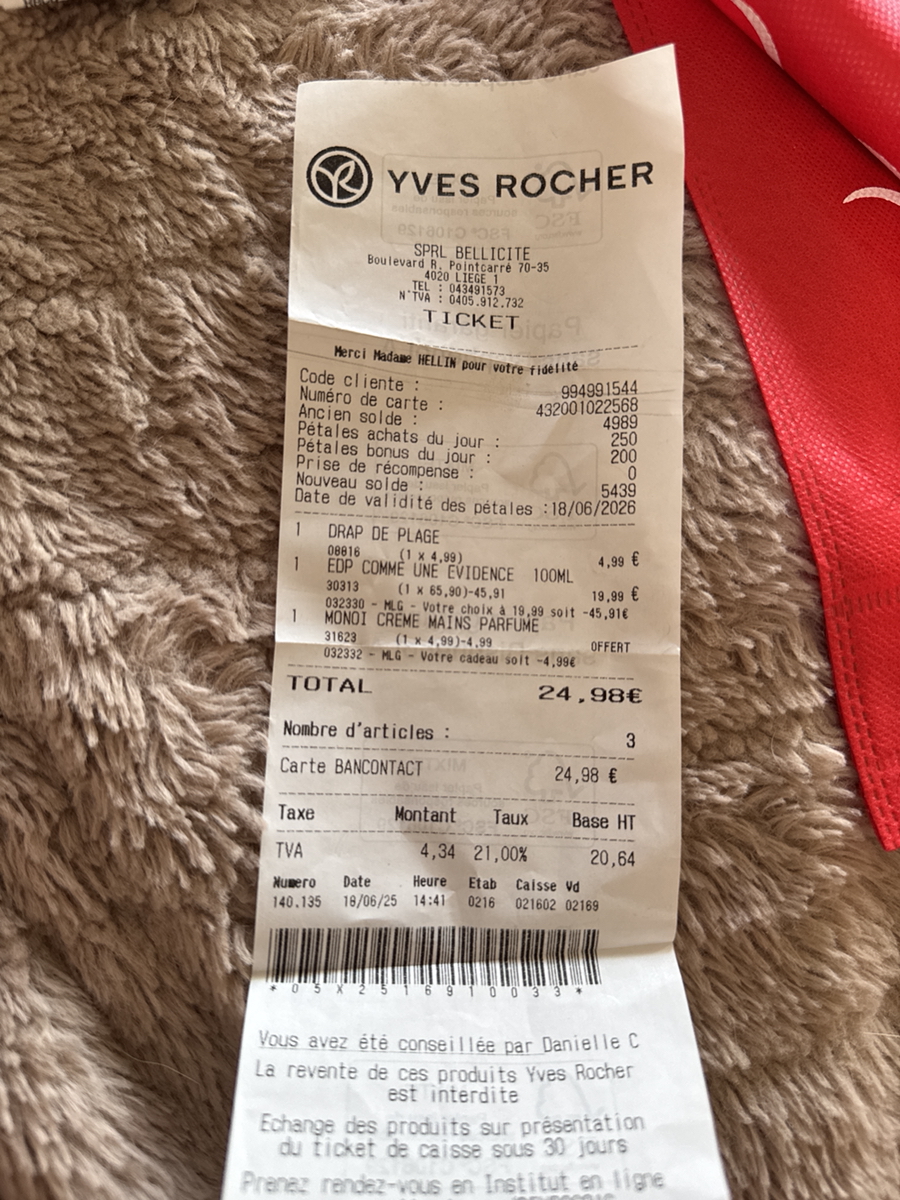 YVES ROCHER
SPRL BELLICITE
Boulevard R. Pointcarré 70-35
4020 LIEGE 1
TEL : 043491573
N°TVA : 0405.912.732
TICKET
Merci Madame HELLIN pour votre fidélité
Code cliente : 994991544
Numéro de carte : 432001022568
Ancien solde : 4989
Pétales achats du jour : 250
Pétales bonus du jour : 200
Prise de récompense : 0
Nouveau solde : 5439
Date de validité des pétales :18/06/2026
1 DRAP DE PLAGE
08816 (1 x 4,99) 4,99 €
1 EDP COMME UNE EVIDENCE 100ML
30313 (1 x 65,90)-45,91 19,99 €
032330 - MLG - Votre choix à 19,99 soit -45,91€
1 MONOI CREME MAINS PARFUME
31623 (1 x 4,99)-4,99 OFFERT
032332 - MLG - Votre cadeau soit -4,99€
TOTAL 24,98€
Nombre d'articles : 3
Carte BANCONTACT 24,98 €
Taxe Montant Taux Base HT
TVA 4,34 21,00% 20,64
Numero Date Heure Etab Caisse Vd
140.135 18/06/25 14:41 0216 021602 02169
*05X2516910033*
Vous avez été conseillée par Danielle C
La revente de ces produits Yves Rocher
est interdite
Echange des produits sur présentation
du ticket de caisse sous 30 jours
Prenez rendez-vous en Institut en ligne